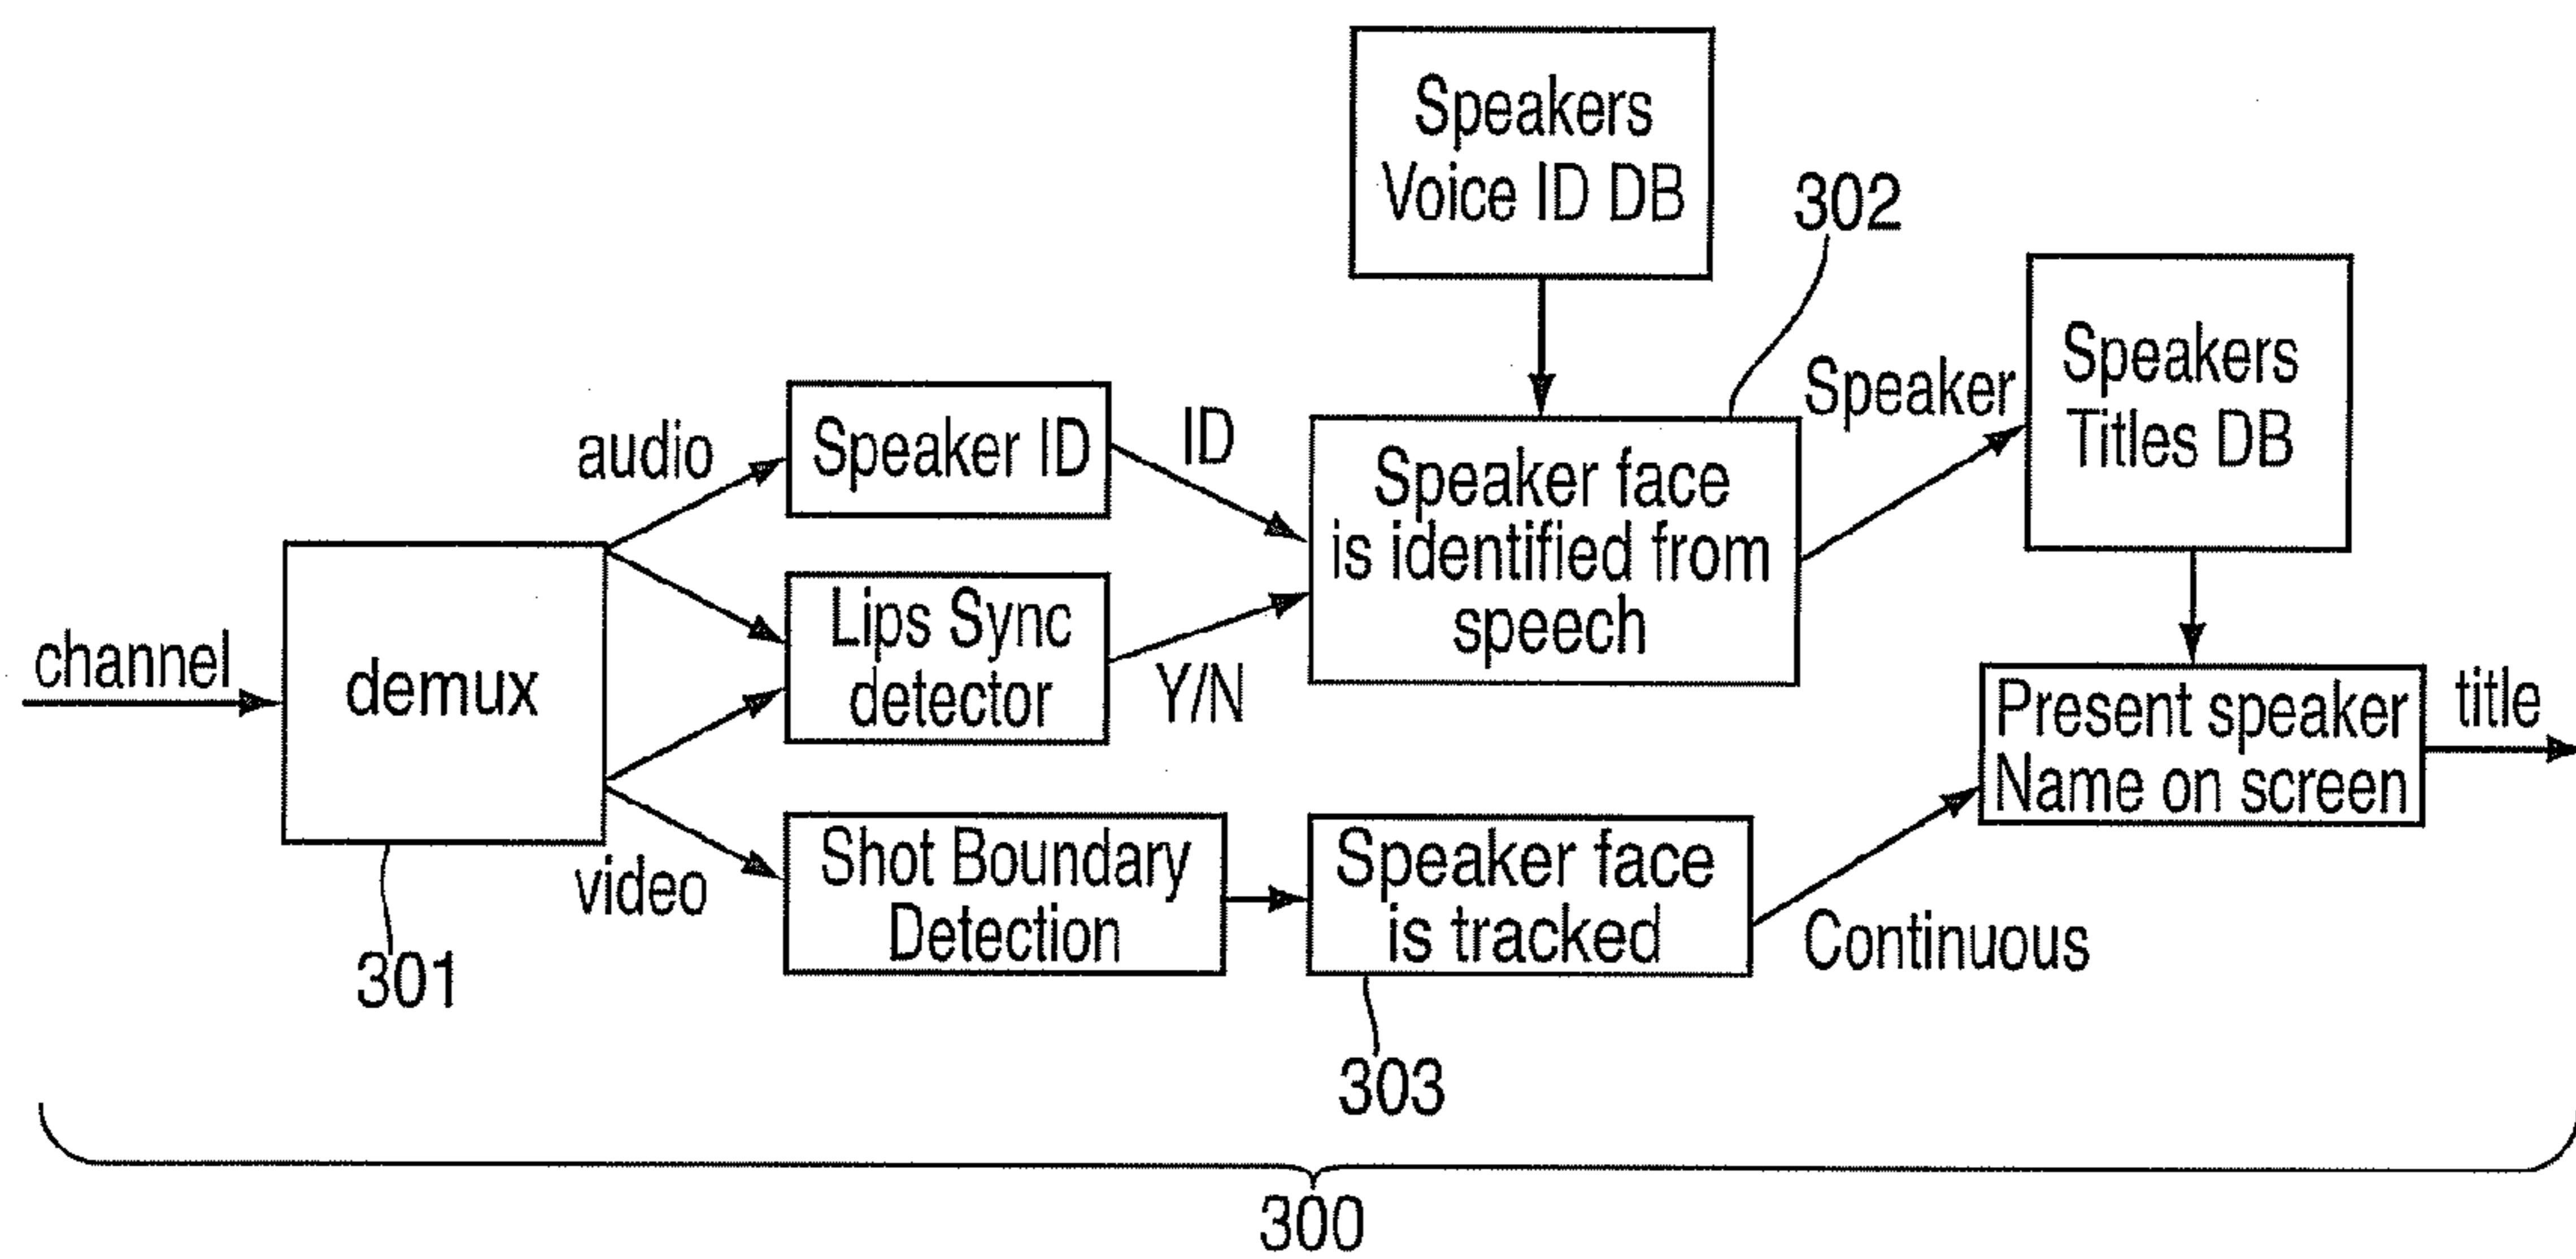 Speakers
Voice ID DB
302
Speaker
Speakers
Titles DB
audio
Speaker ID
ID
Speaker face
is identified from
speech
channel
demux
Lips Sync
detector
Y/N
Present speaker
Name on screen
title
video
Shot Boundary
Detection
Speaker face
is tracked
Continuous
301
303
300